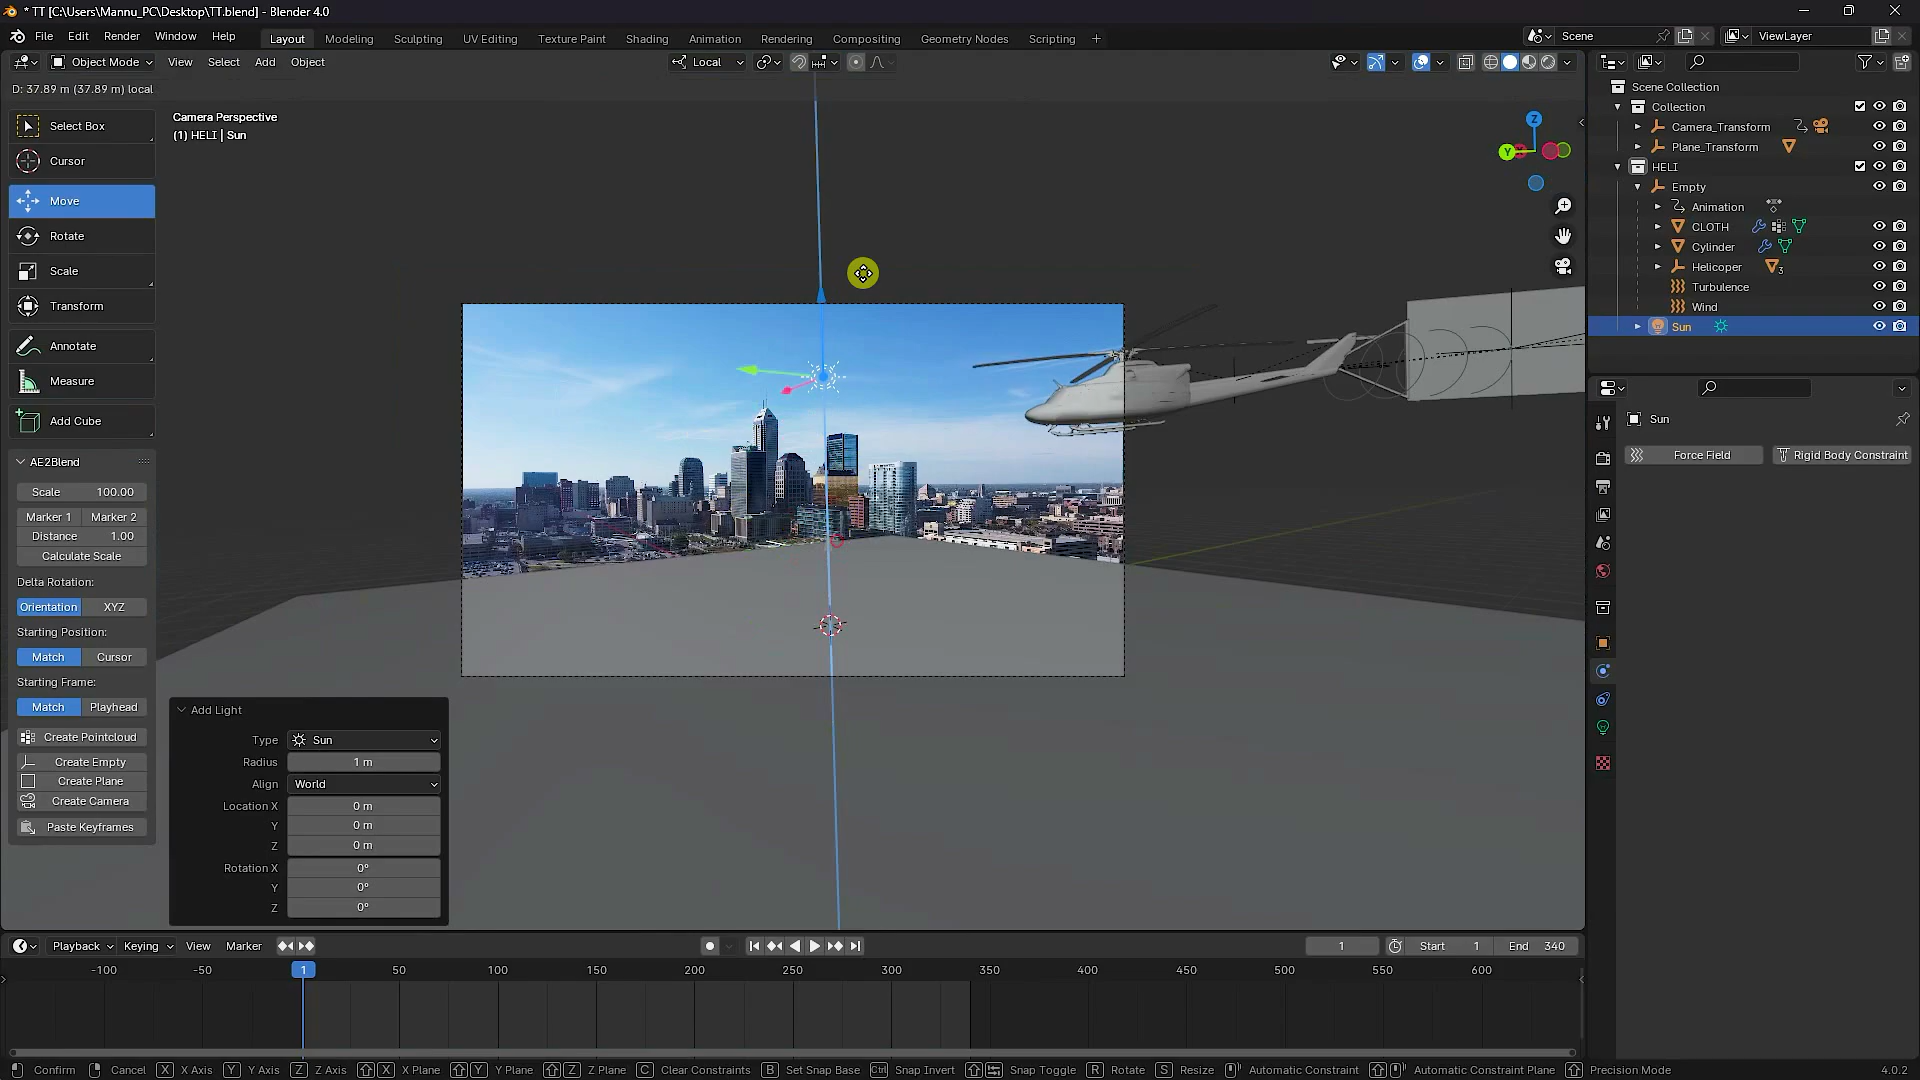 * TT [C:\Users\Mannu_PC\Desktop\TT.blend] - Blender 4.0
File Edit Render Window Help Layout Modeling Sculpting UV Editing Texture Paint Shading Animation Rendering Compositing Geometry Nodes Scripting + Scene ViewLayer
Object Mode View Select Add Object Local
D: 37.89 m (37.89 m) local
Camera Perspective
(1) HELI | Sun
Select Box
Cursor
Move
Rotate
Scale
Transform
Annotate
Measure
Add Cube
AE2Blend
Scale 100.00
Marker 1 Marker 2
Distance 1.00
Calculate Scale
Delta Rotation:
Orientation XYZ
Starting Position:
Match Cursor
Starting Frame:
Match Playhead
Create Pointcloud
Create Empty
Create Plane
Create Camera
Paste Keyframes
Add Light
Type Sun
Radius 1 m
Align World
Location X 0 m
Y 0 m
Z 0 m
Rotation X 0°
Y 0°
Z 0°
Z
Y
Scene Collection
Collection
Camera_Transform
Plane_Transform
HELI
Empty
Animation
CLOTH
Cylinder
Helicoper 3
Turbulence
Wind
Sun
Sun
Force Field Rigid Body Constraint
Playback Keying View Marker 1 Start 1 End 340
-100 -50 1 50 100 150 200 250 300 350 400 450 500 550 600
Confirm Cancel X X Axis Y Y Axis Z Z Axis X X Plane Y Y Plane Z Z Plane C Clear Constraints B Set Snap Base Ctrl Snap Invert Snap Toggle R Rotate S Resize Automatic Constraint Automatic Constraint Plane Precision Mode 4.0.2